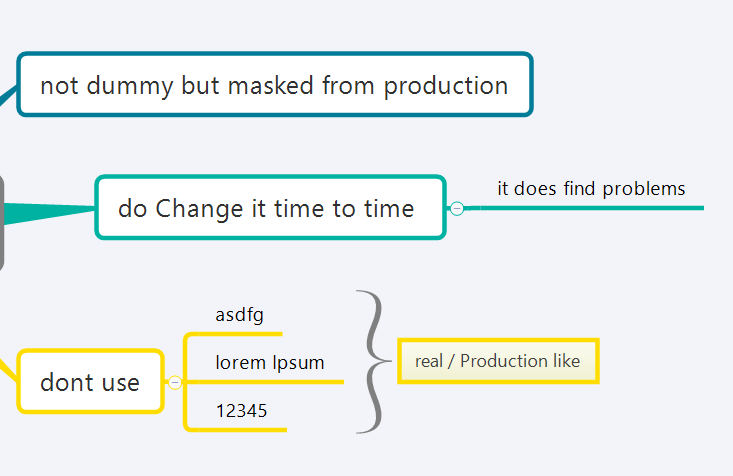 not dummy but masked from production
do Change it time to time
it does find problems
dont use
asdfg
lorem Ipsum
12345
real / Production like